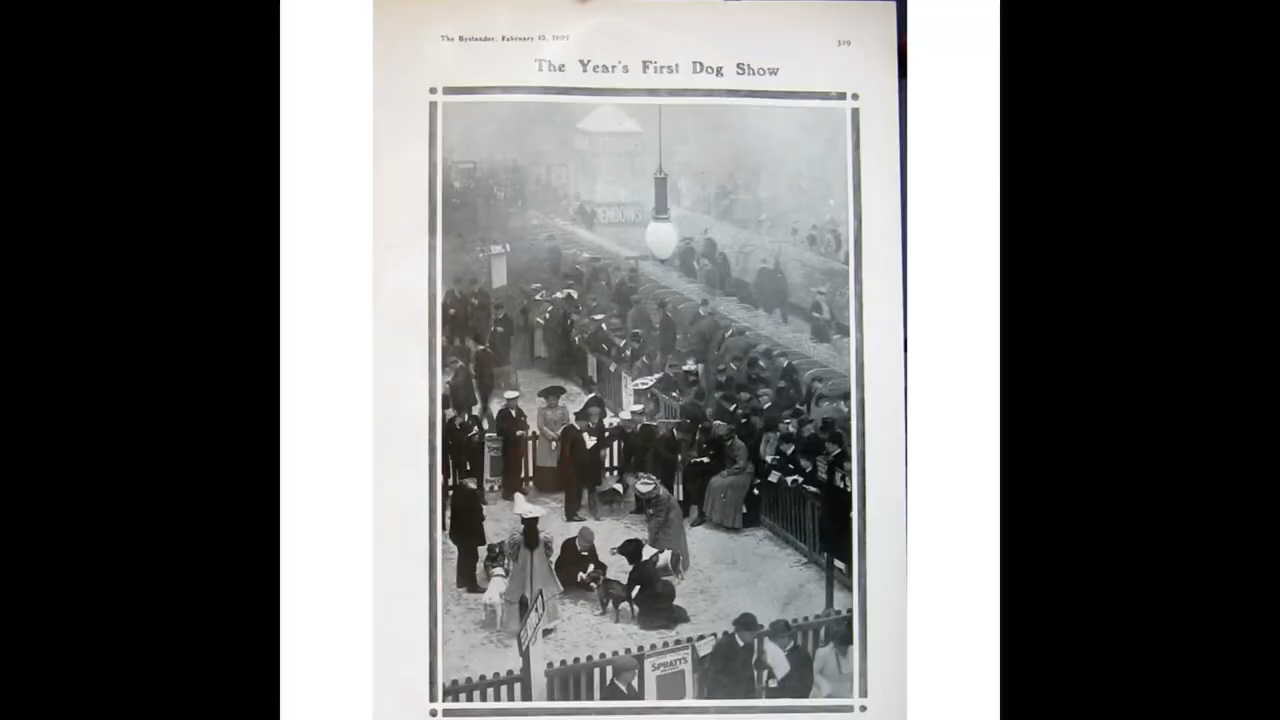 The Bystander, February 13, 1907
329
The Year's First Dog Show
SPRATT'S